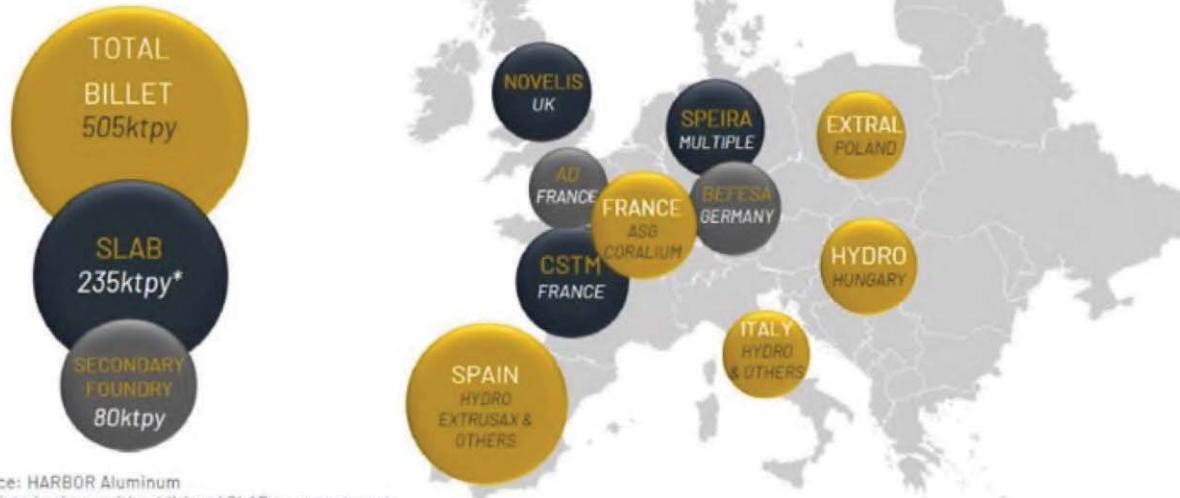 TOTAL
BILLET
505ktpy
SLAB
235ktpy*
SECONDARY
FOUNDRY
80ktpy
NOVELIS
UK
SPEIRA
MULTIPLE
EXTRAL
POLAND
AD
FRANCE
FRANCE
ASG
CORALIUM
BEFESA
GERMANY
CSTM
FRANCE
HYDRO
HUNGARY
ITALY
HYDRO
& OTHERS
SPAIN
HYDRO
EXTRUSAX &
OTHERS
ce: HARBOR Aluminum